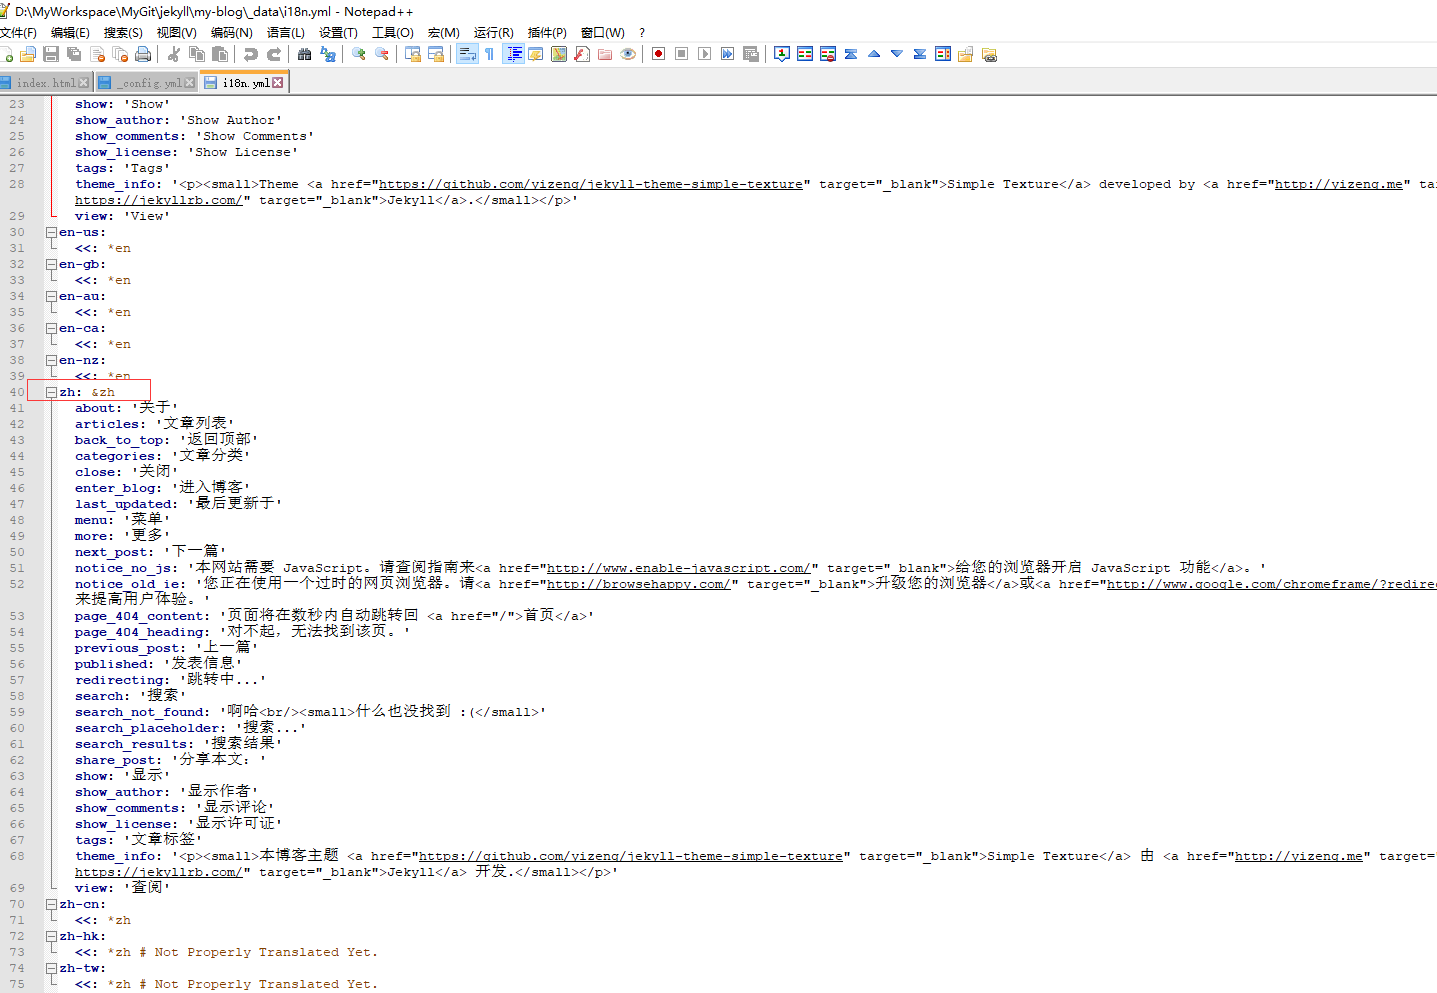 D:\MyWorkspace\MyGit\jekyll\my-blog\_data\i18n.yml - Notepad++
文件(F) 编辑(E) 搜索(S) 视图(V) 编码(N) 语言(L) 设置(T) 工具(O) 宏(M) 运行(R) 插件(P) 窗口(W) ?
index.html _config.yml i18n.yml
23 show: 'Show'
24 show_author: 'Show Author'
25 show_comments: 'Show Comments'
26 show_license: 'Show License'
27 tags: 'Tags'
28 theme_info: '<p><small>Theme <a href="https://github.com/yizeng/jekyll-theme-simple-texture" target="_blank">Simple Texture</a> developed by <a href="http://yizeng.me" tar
https://jekyllrb.com/" target="_blank">Jekyll</a>.</small></p>'
29 view: 'View'
30 en-us:
31 <<: *en
32 en-gb:
33 <<: *en
34 en-au:
35 <<: *en
36 en-ca:
37 <<: *en
38 en-nz:
39 <<: *en
40 zh: &zh
41 about: '关于'
42 articles: '文章列表'
43 back_to_top: '返回顶部'
44 categories: '文章分类'
45 close: '关闭'
46 enter_blog: '进入博客'
47 last_updated: '最后更新于'
48 menu: '菜单'
49 more: '更多'
50 next_post: '下一篇'
51 notice_no_js: '本网站需要 JavaScript。请查阅指南来<a href="http://www.enable-javascript.com/" target="_blank">给您的浏览器开启 JavaScript 功能</a>。'
52 notice_old_ie: '您正在使用一个过时的网页浏览器。请<a href="http://browsehappy.com/" target="_blank">升级您的浏览器</a>或<a href="http://www.google.com/chromeframe/?redire
来提高用户体验。'
53 page_404_content: '页面将在数秒内自动跳转回 <a href="/">首页</a>'
54 page_404_heading: '对不起，无法找到该页。'
55 previous_post: '上一篇'
56 published: '发表信息'
57 redirecting: '跳转中...'
58 search: '搜索'
59 search_not_found: '啊哈<br/><small>什么也没找到 :(</small>'
60 search_placeholder: '搜索...'
61 search_results: '搜索结果'
62 share_post: '分享本文：'
63 show: '显示'
64 show_author: '显示作者'
65 show_comments: '显示评论'
66 show_license: '显示许可证'
67 tags: '文章标签'
68 theme_info: '<p><small>本博客主题 <a href="https://github.com/yizeng/jekyll-theme-simple-texture" target="_blank">Simple Texture</a> 由 <a href="http://yizeng.me" target=
https://jekyllrb.com/" target="_blank">Jekyll</a> 开发.</small></p>'
69 view: '查阅'
70 zh-cn:
71 <<: *zh
72 zh-hk:
73 <<: *zh # Not Properly Translated Yet.
74 zh-tw:
75 <<: *zh # Not Properly Translated Yet.